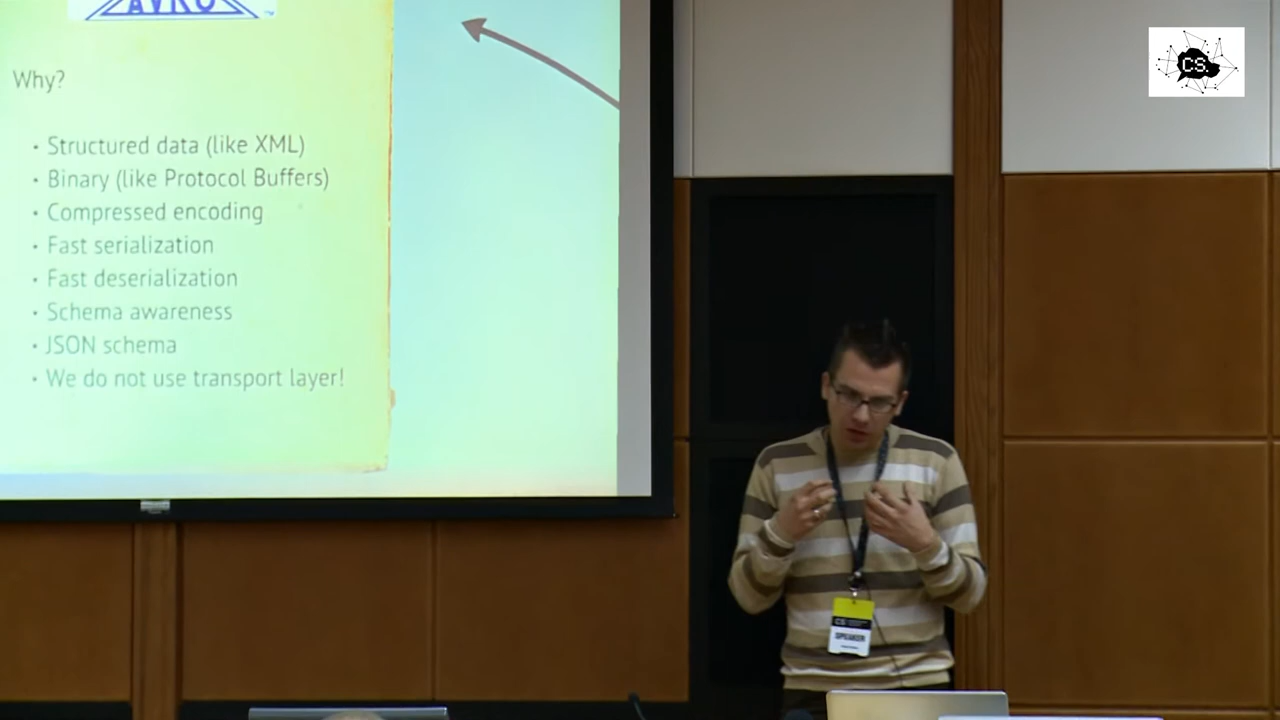 AVRO
Why?
• Structured data (like XML)
• Binary (like Protocol Buffers)
• Compressed encoding
• Fast serialization
• Fast deserialization
• Schema awareness
• JSON schema
• We do not use transport layer!
CS.
CS
SPEAKER